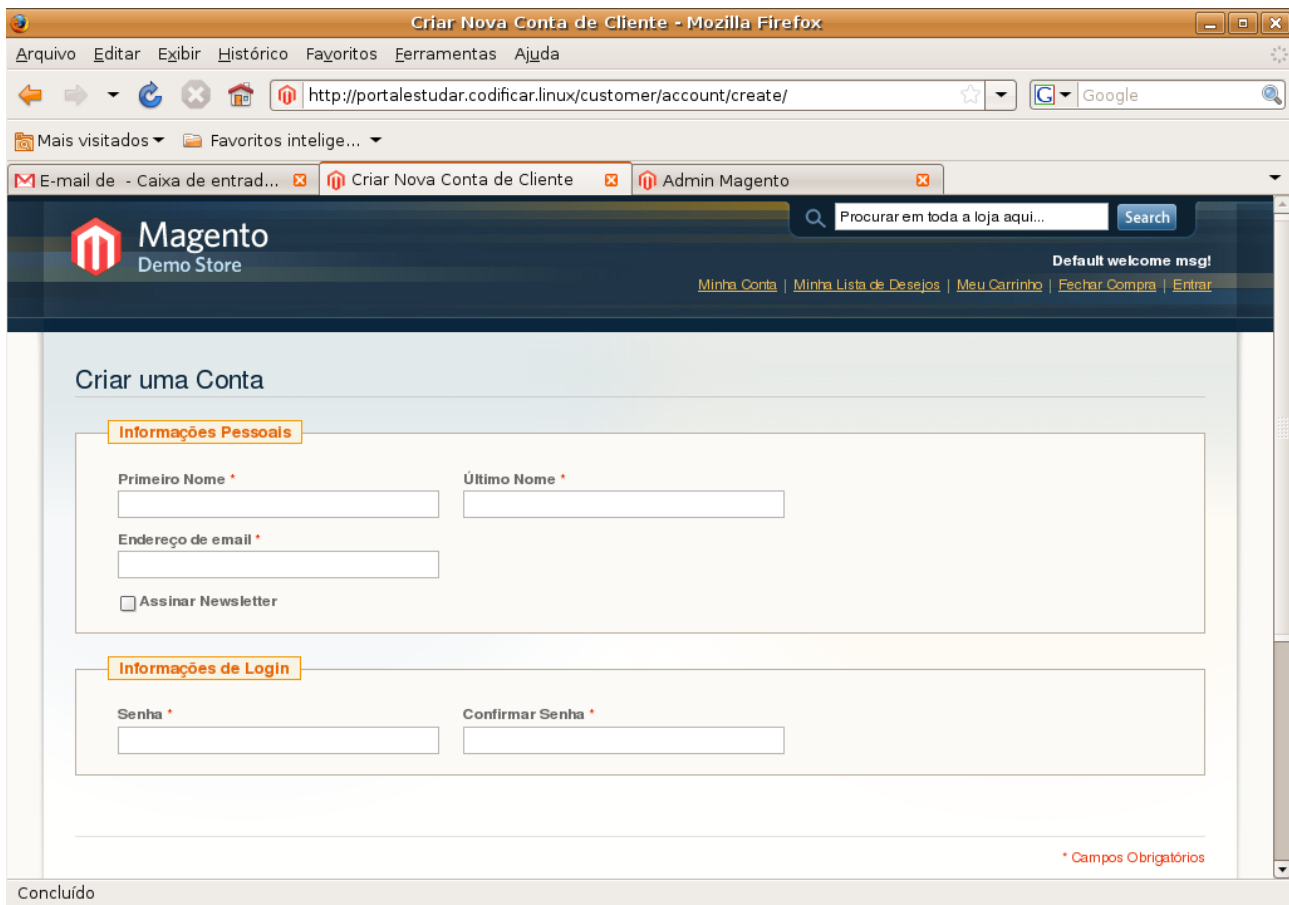 Criar Nova Conta de Cliente - Mozilla Firefox
Arquivo Editar Exibir Histórico Favoritos Ferramentas Ajuda
http://portalestudar.codificar.linux/customer/account/create/ G Google
Mais visitados Favoritos intelige...
E-mail de - Caixa de entrad... Criar Nova Conta de Cliente Admin Magento
Procurar em toda a loja aqui... Search
Magento
Demo Store
Default welcome msg!
Minha Conta | Minha Lista de Desejos | Meu Carrinho | Fechar Compra | Entrar
Criar uma Conta
Informações Pessoais
Primeiro Nome * Último Nome *
Endereço de email *
Assinar Newsletter
Informações de Login
Senha * Confirmar Senha *
* Campos Obrigatórios
Concluído